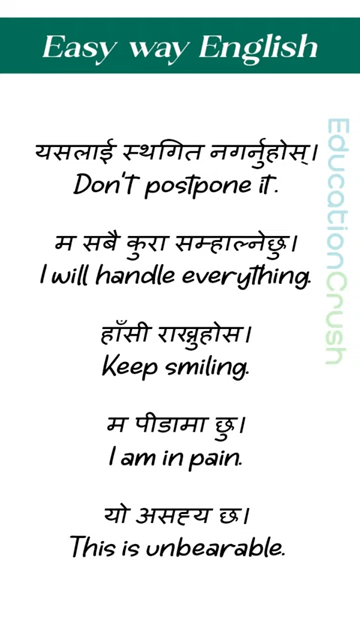 Easy way English
यसलाई स्थगित नगर्नुहोस्।
Don't postpone it.
म सबै कुरा सम्हाल्नेछु।
I will handle everything.
हाँसी राख्नुहोस।
Keep smiling.
म पीडामा छु।
I am in pain.
यो असह्य छ।
This is unbearable.
EducationCrush